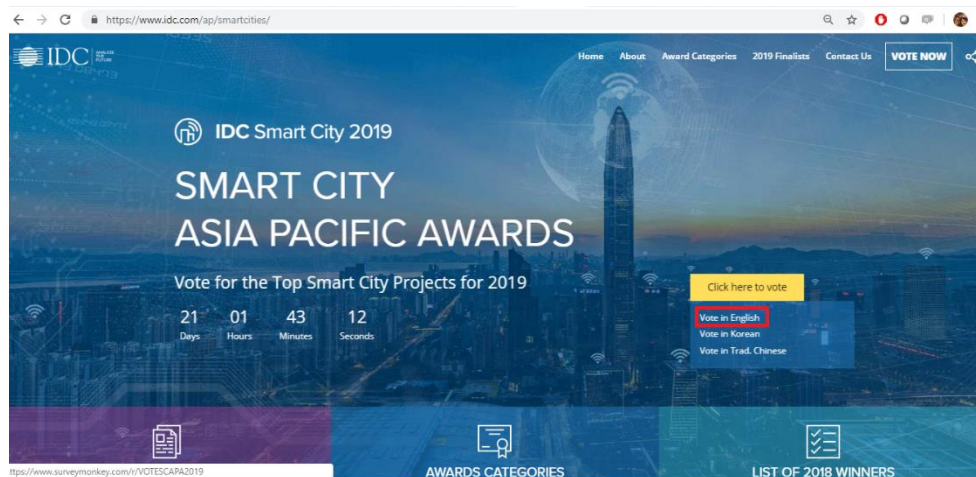 https://www.idc.com/ap/smartcities/
IDC ANALYZE THE FUTURE
Home About Award Categories 2019 Finalists Contact Us VOTE NOW
IDC Smart City 2019
SMART CITY
ASIA PACIFIC AWARDS
Vote for the Top Smart City Projects for 2019
21 01 43 12
Days Hours Minutes Seconds
Click here to vote
Vote in English
Vote in Korean
Vote in Trad. Chinese
AWARDS CATEGORIES
LIST OF 2018 WINNERS
ttps://www.surveymonkey.com/r/VOTESCAPA2019